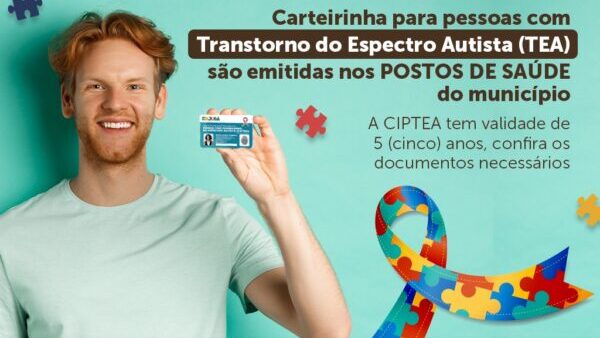 Carteirinha para pessoas com
Transtorno do Espectro Autista (TEA)
são emitidas nos POSTOS DE SAÚDE
do município
A CIPTEA tem validade de
5 (cinco) anos, confira os
documentos necessários